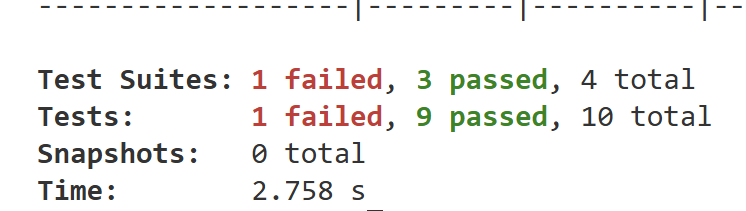 -------------------|---------|----------|--
Test Suites: 1 failed, 3 passed, 4 total
Tests:       1 failed, 9 passed, 10 total
Snapshots:   0 total
Time:        2.758 s